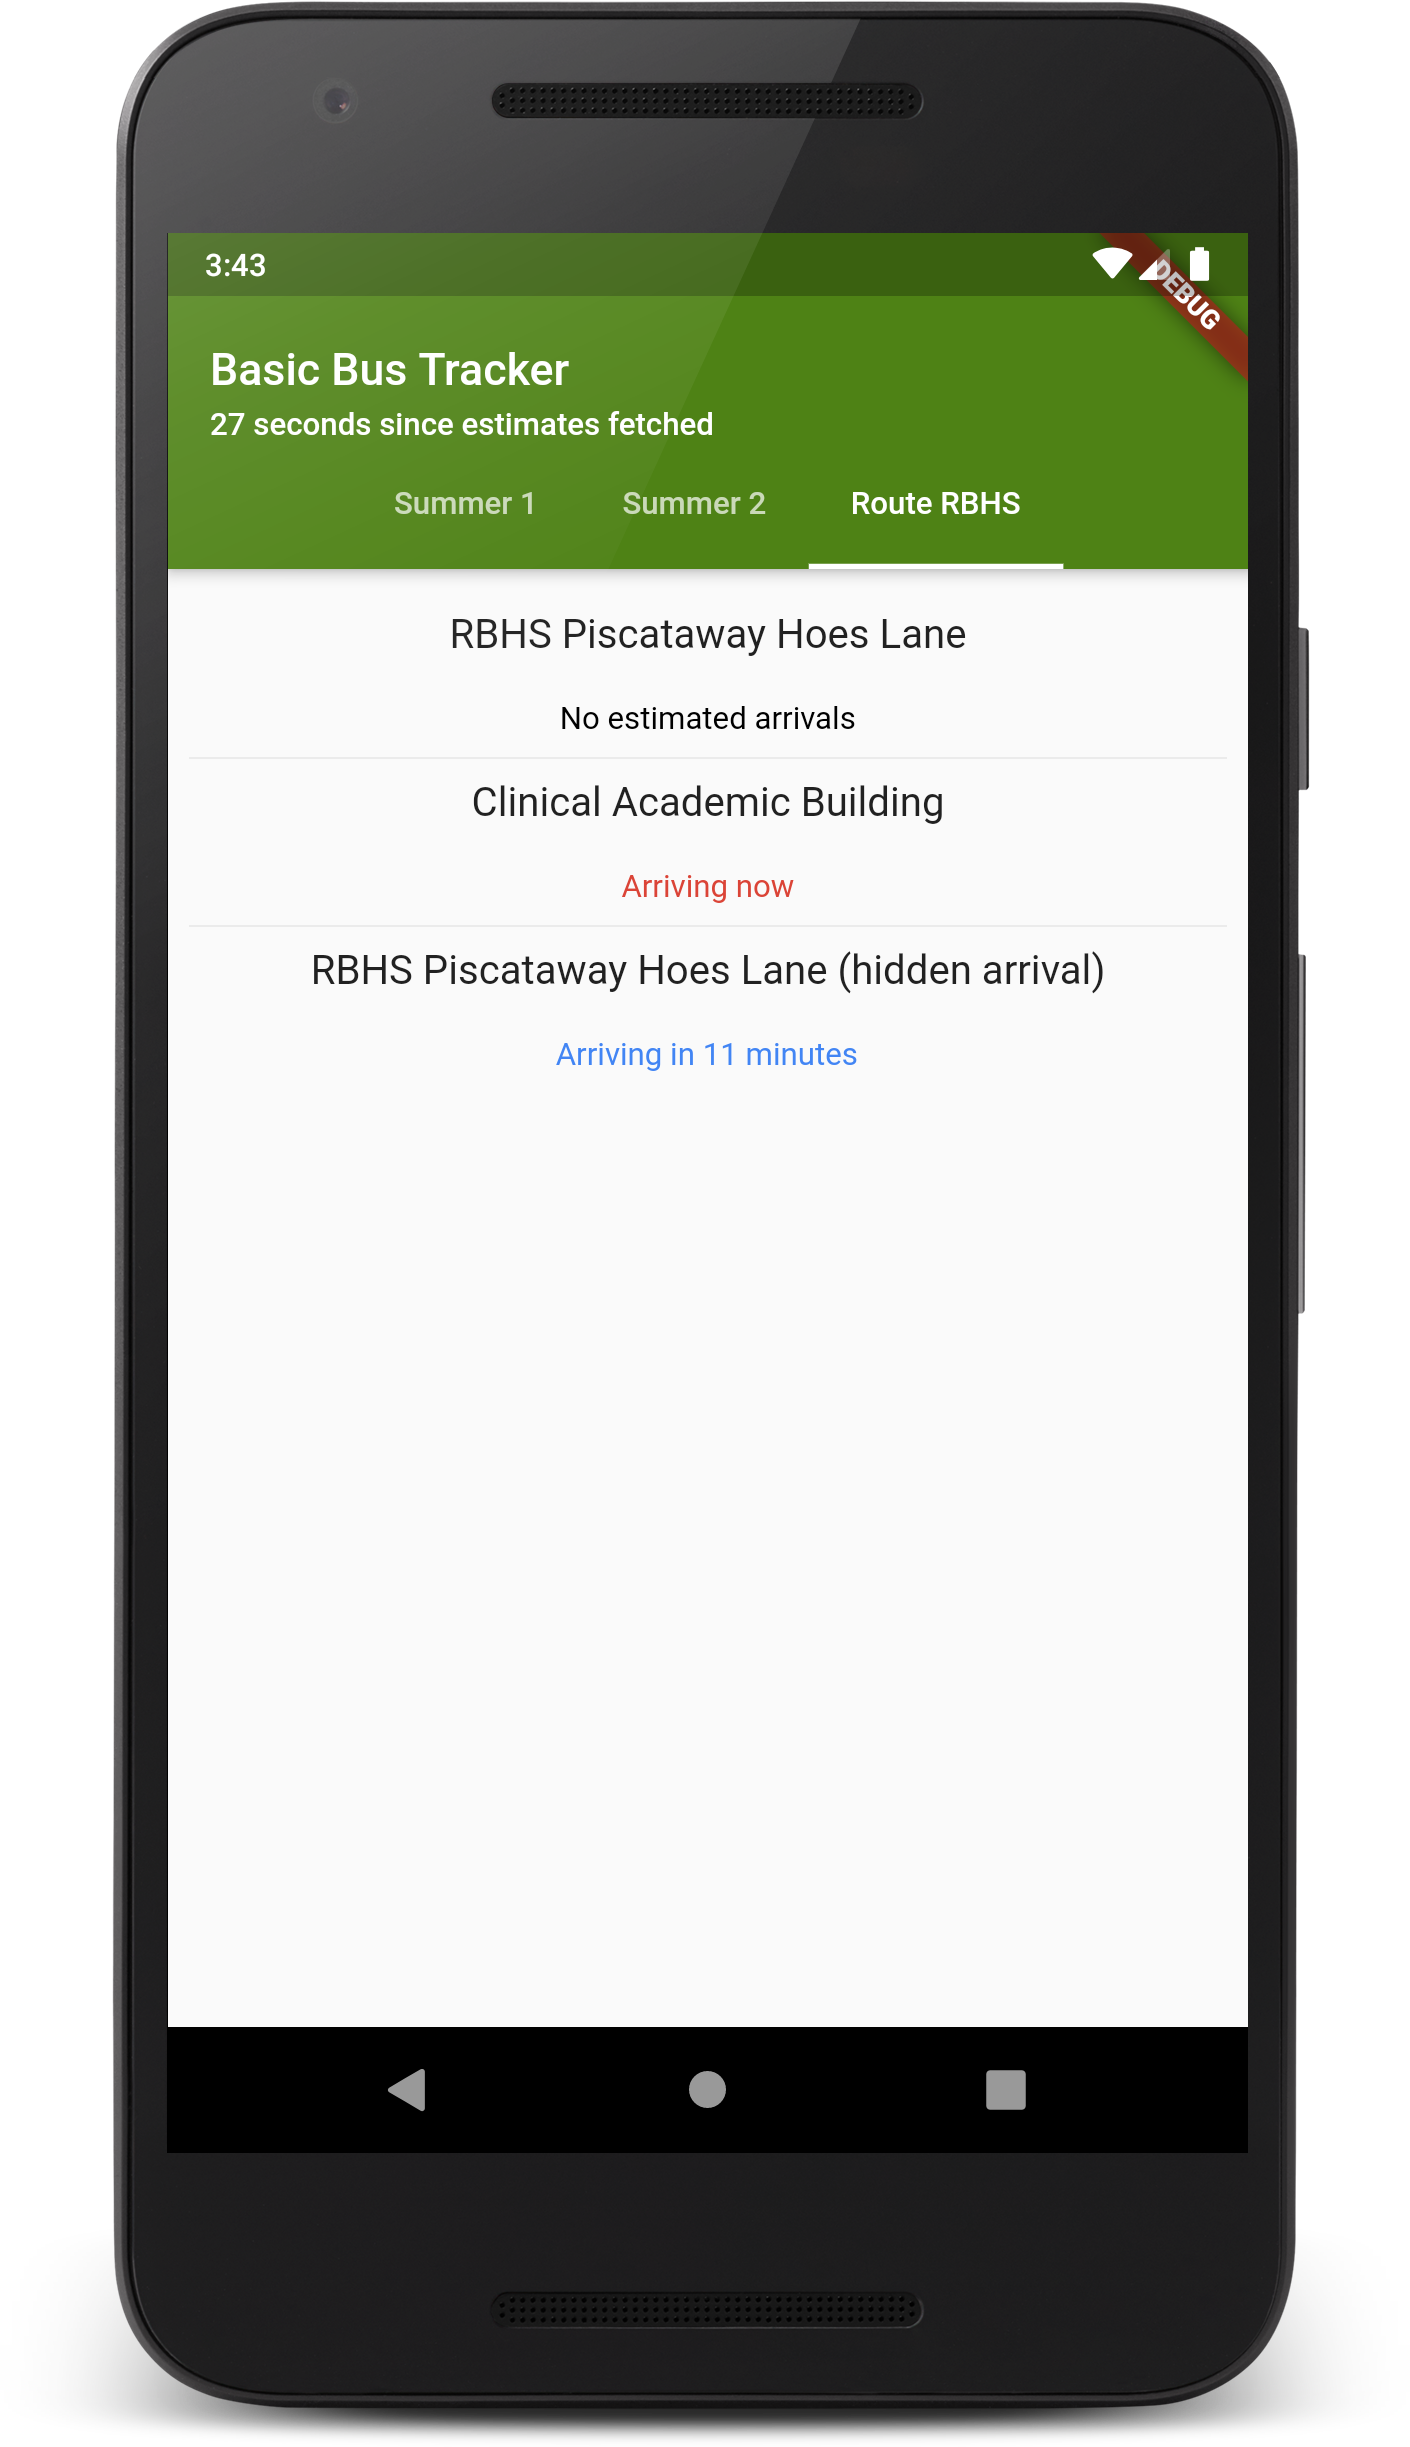 3:43
DEBUG
Basic Bus Tracker
27 seconds since estimates fetched
Summer 1 Summer 2 Route RBHS
RBHS Piscataway Hoes Lane
No estimated arrivals
Clinical Academic Building
Arriving now
RBHS Piscataway Hoes Lane (hidden arrival)
Arriving in 11 minutes